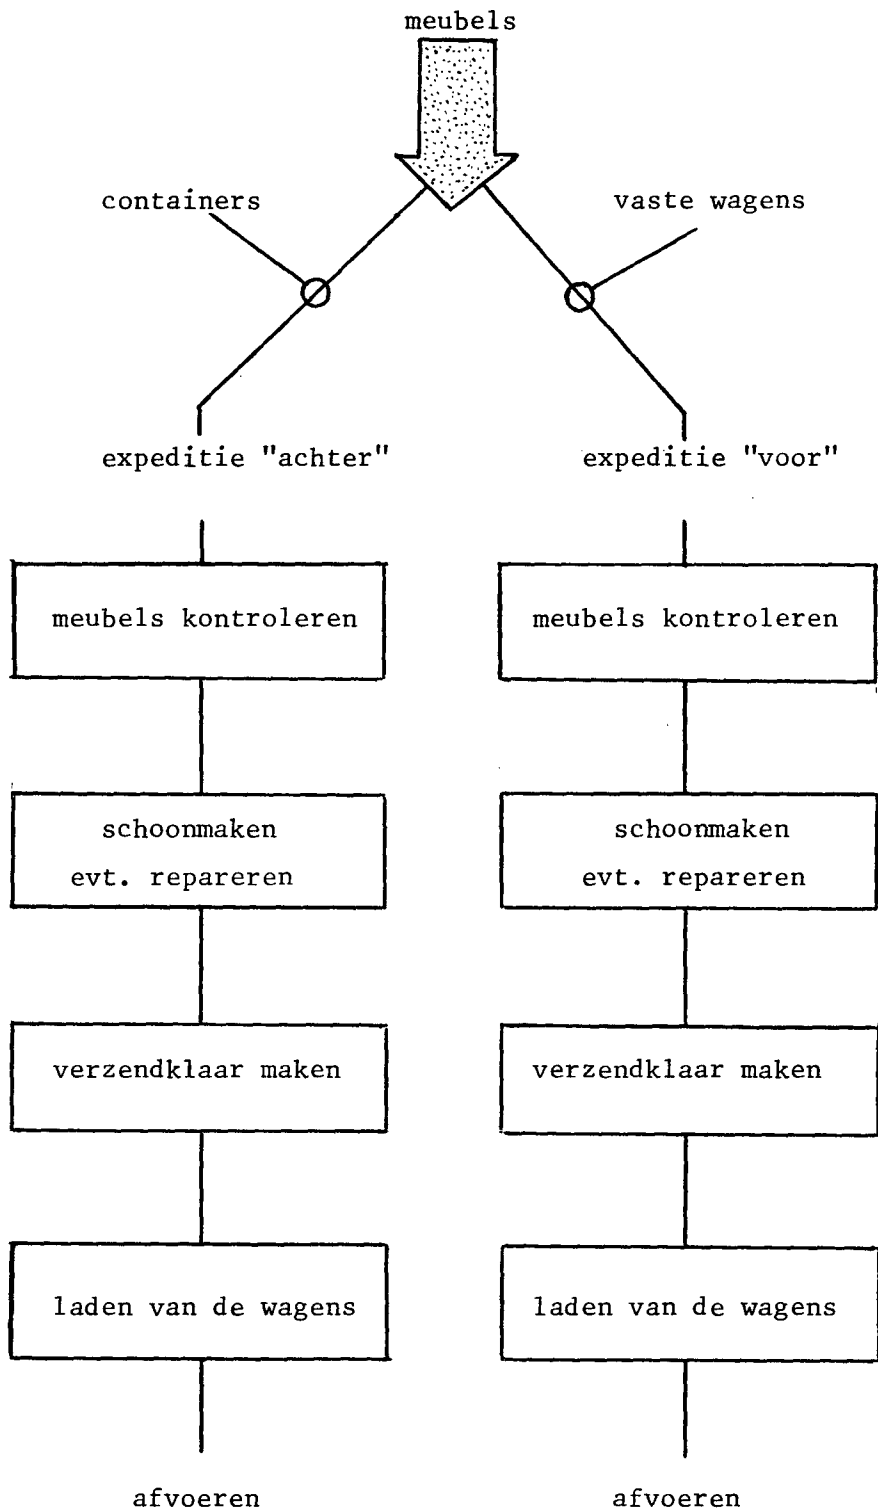 meubels
containers
vaste wagens
expeditie "achter"
expeditie "voor"
meubels kontroleren
meubels kontroleren
schoonmaken
evt. repareren
schoonmaken
evt. repareren
verzendklaar maken
verzendklaar maken
laden van de wagens
laden van de wagens
afvoeren
afvoeren